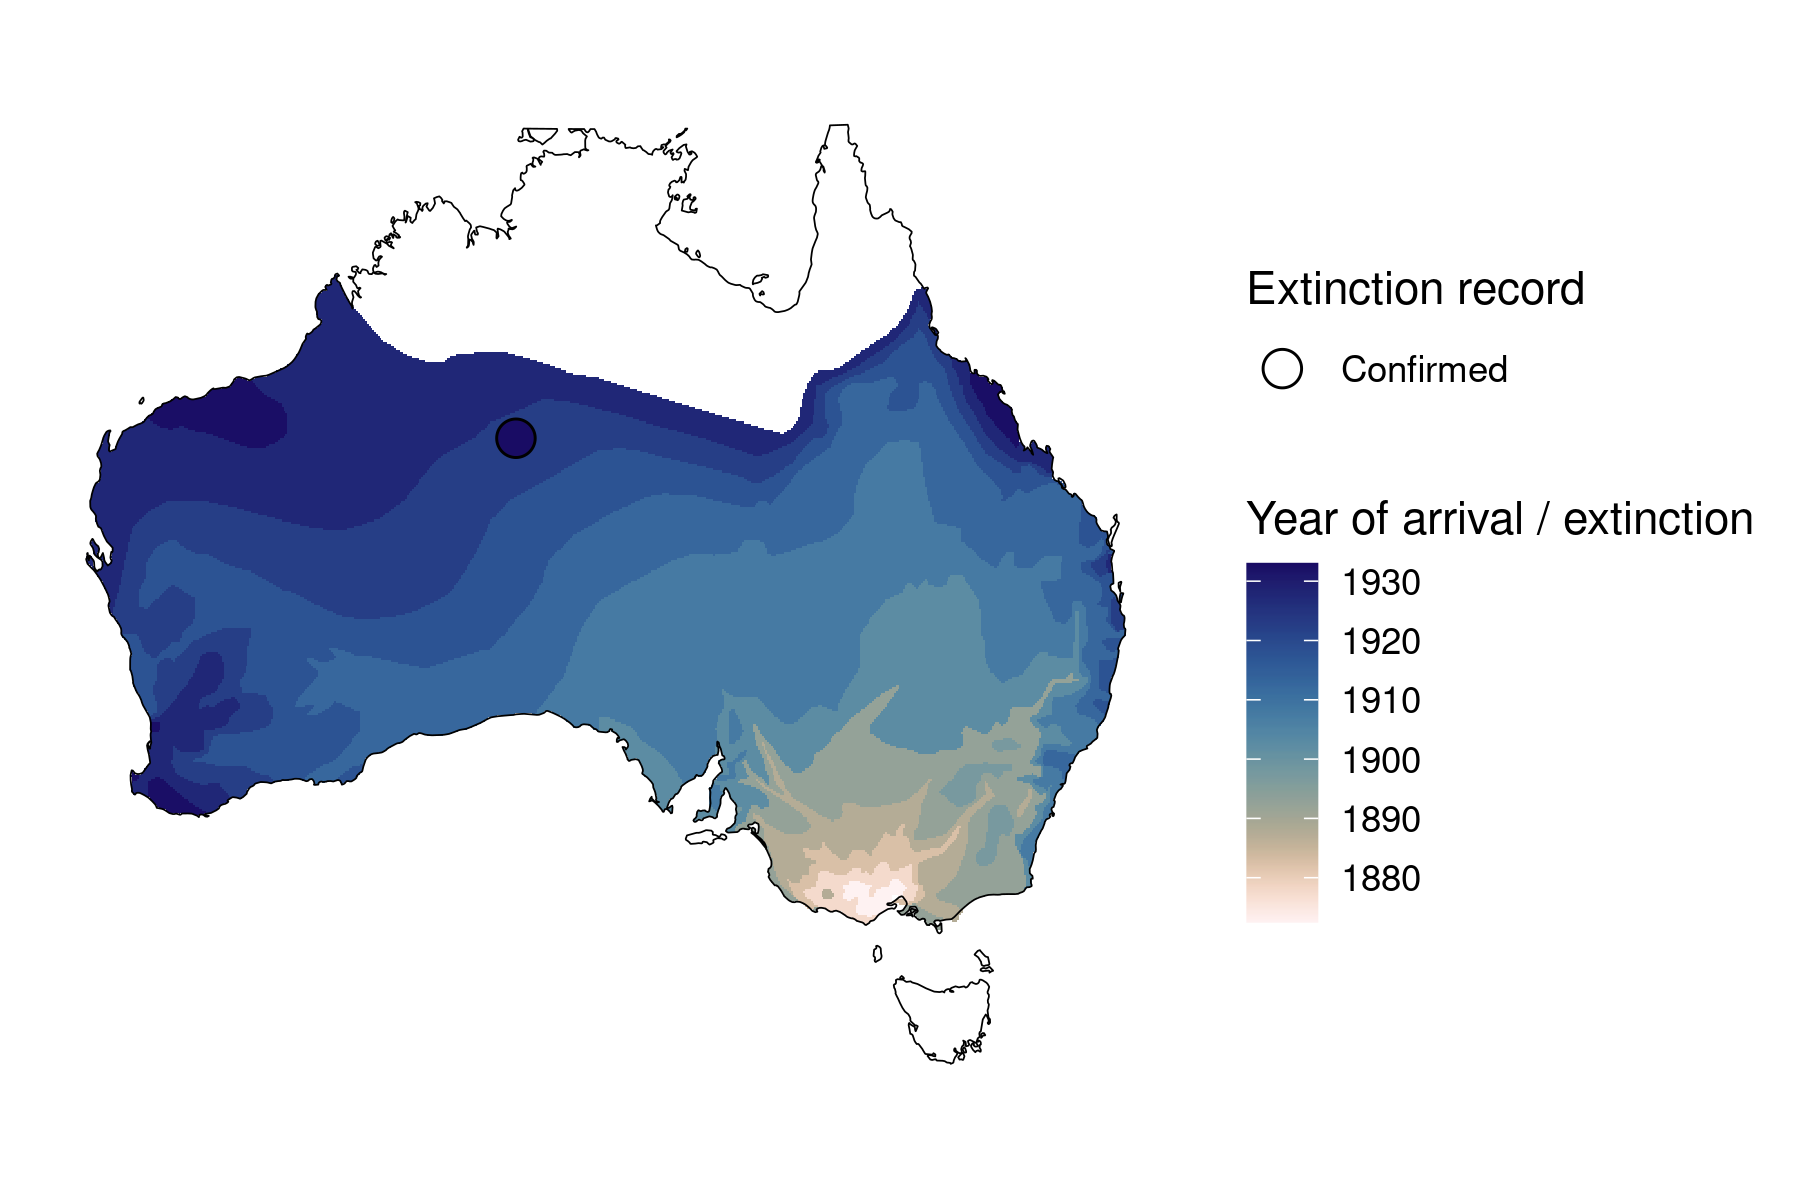 Extinction record
Confirmed
Year of arrival / extinction
1930
1920
1910
1900
1890
1880